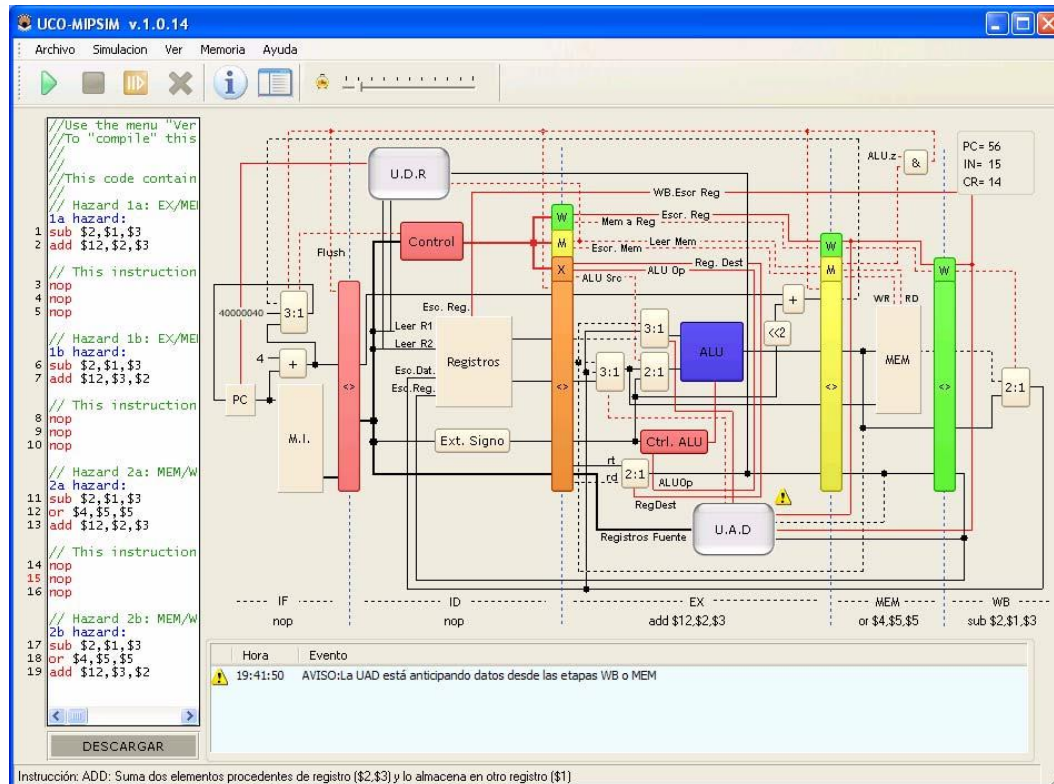 UCO-MIPSIM v.1.0.14
Archivo Simulacion Ver Memoria Ayuda
//Use the menu "Ver
//To "compile" this
//
//
//This code contain
//
// Hazard 1a: EX/MEM
1a hazard:
1 sub $2,$1,$3
2 add $12,$2,$3
// This instruction
3 nop
4 nop
5 nop
// Hazard 1b: EX/MEM
1b hazard:
6 sub $2,$1,$3
7 add $12,$3,$2
// This instruction
8 nop
9 nop
10 nop
// Hazard 2a: MEM/W
2a hazard:
11 sub $2,$1,$3
12 or $4,$5,$5
13 add $12,$2,$3
// This instruction
14 nop
15 nop
16 nop
// Hazard 2b: MEM/W
2b hazard:
17 sub $2,$1,$3
18 or $4,$5,$5
19 add $12,$3,$2
DESCARGAR
PC= 56
IN= 15
CR= 14
ALU.z
&
U.D.R
WB.Escr Reg
Escr. Reg
W
Mem a Reg
Control
M
Leer Mem
Escr. Mem
W
Flush
X
Reg. Dest
ALU Op
M
W
ALU Src
+
WR RD
40000040
3:1
Esc. Reg.
Leer R1
3:1
ALU
<<2
4
+
Leer R2
Registros
MEM
Esc.Dat.
3:1
2:1
2:1
PC
Esc.Reg.
<>
<>
<>
<>
M.I.
Ext. Signo
Ctrl. ALU
rt
rd
2:1
ALUOp
RegDest
U.A.D
Registros Fuente
IF ID EX MEM WB
nop nop add $12,$2,$3 or $4,$5,$5 sub $2,$1,$3
Hora Evento
19:41:50 AVISO:La UAD está anticipando datos desde las etapas WB o MEM
Instrucción: ADD: Suma dos elementos procedentes de registro ($2,$3) y lo almacena en otro registro ($1)